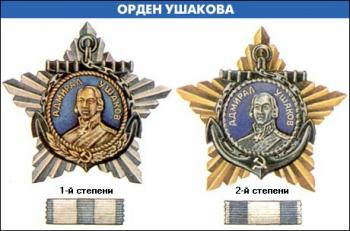 ОРДЕН УШАКОВА
АДМИРАЛ УШАКОВ
АДМИРАЛ УШАКОВ
1-й степени
2-й степени